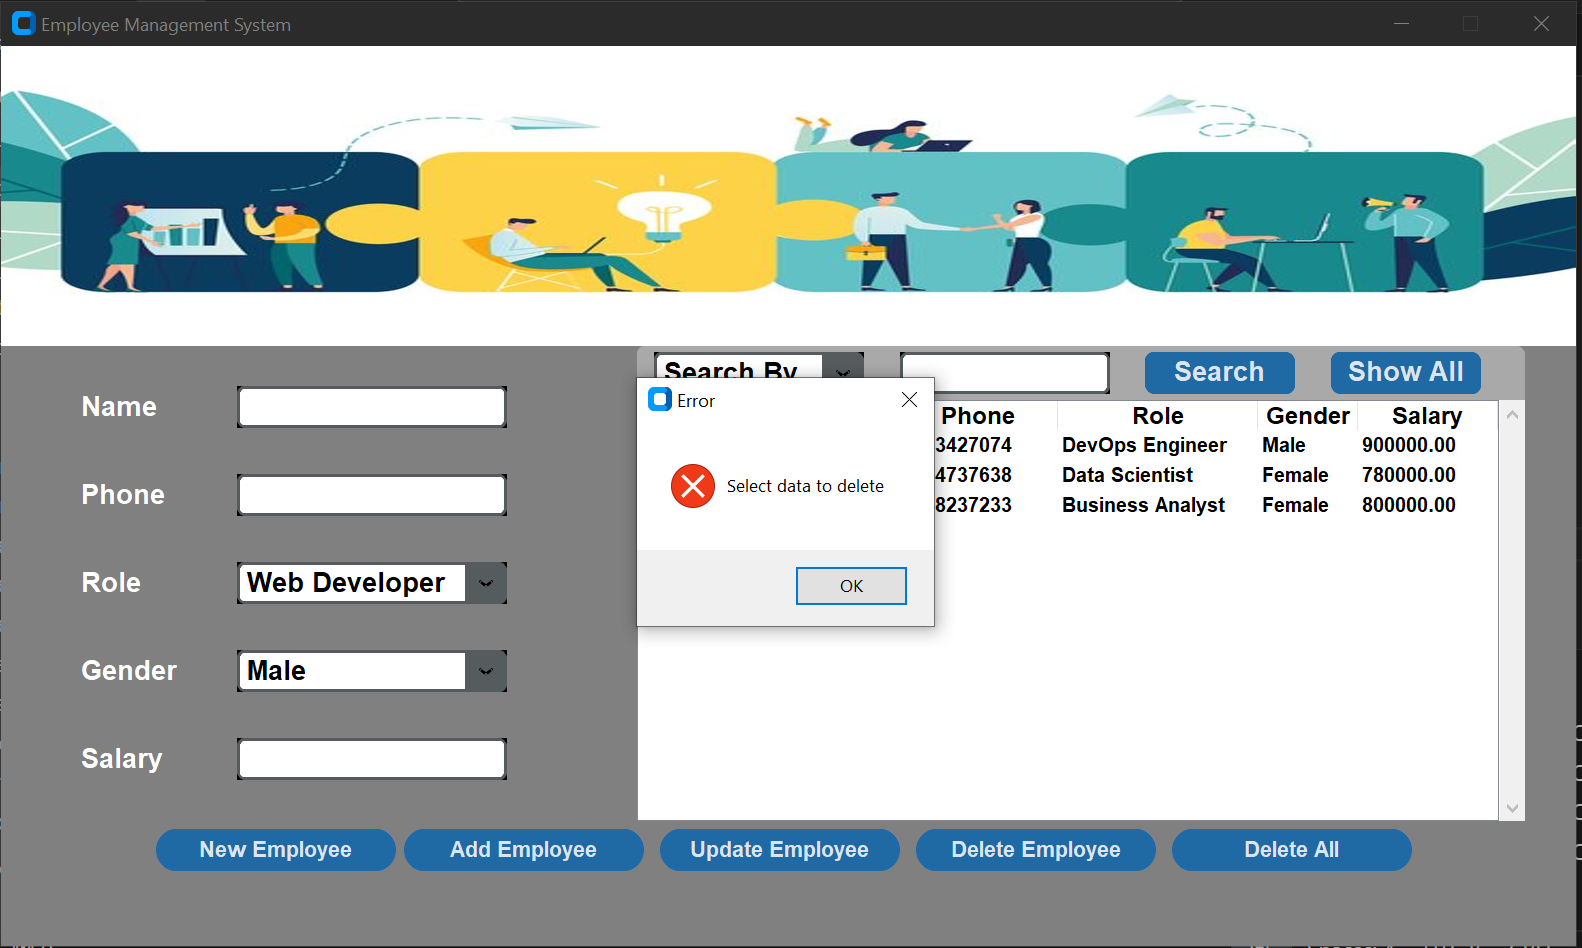 Employee Management System
Search By
Search
Show All
Name
Phone
Role
Web Developer
Gender
Male
Salary
Error
Select data to delete
OK
Phone Role Gender Salary
3427074 DevOps Engineer Male 900000.00
4737638 Data Scientist Female 780000.00
8237233 Business Analyst Female 800000.00
New Employee
Add Employee
Update Employee
Delete Employee
Delete All